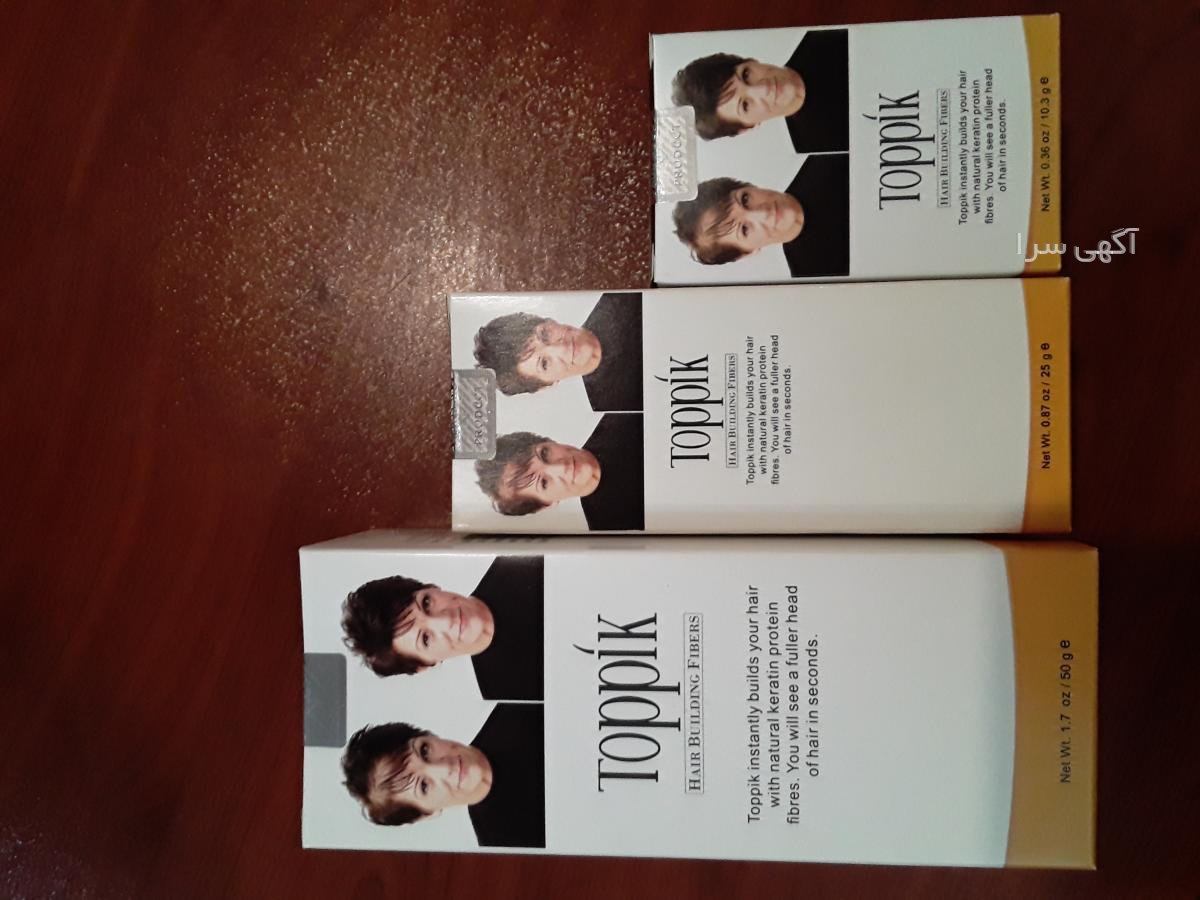 Toppik
HAIR BUILDING FIBERS
Toppik instantly builds your hair
with natural keratin protein
fibres. You will see a fuller head
of hair in seconds.
Net Wt. 1.7 oz / 50 g e
PRODUCT
Toppik
HAIR BUILDING FIBERS
Toppik instantly builds your hair
with natural keratin protein
fibres. You will see a fuller head
of hair in seconds.
Net Wt. 0.87 oz / 25 g e
PRODUCT
Toppik
HAIR BUILDING FIBERS
Toppik instantly builds your hair
with natural keratin protein
fibres. You will see a fuller head
of hair in seconds.
Net Wt. 0.36 oz / 10.3 g e
آگهی سرا